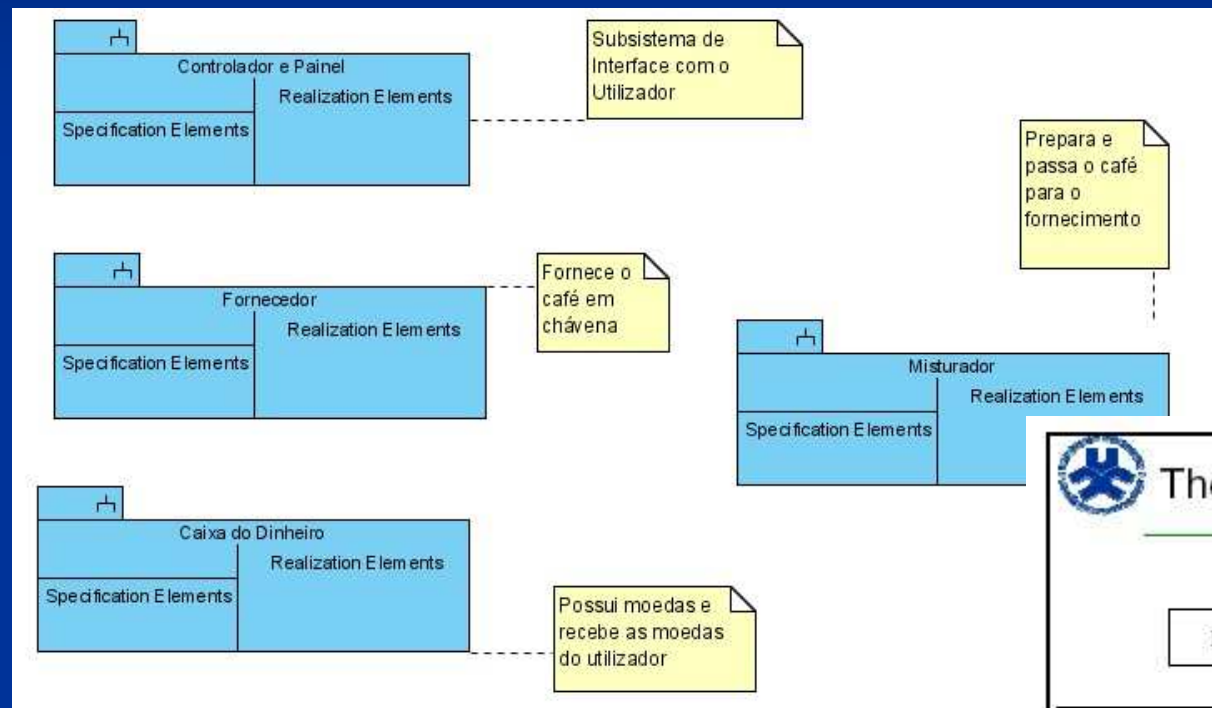 Controlador e Painel
Realization Elements
Specification Elements
Subsistema de
Interface com o
Utilizador
Prepara e
passa o café
para o
fornecimento
Fornecedor
Realization Elements
Specification Elements
Fornece o
café em
chávena
Misturador
Realization Elements
Specification Elements
Caixa do Dinheiro
Realization Elements
Specification Elements
Possui moedas e
recebe as moedas
do utilizador